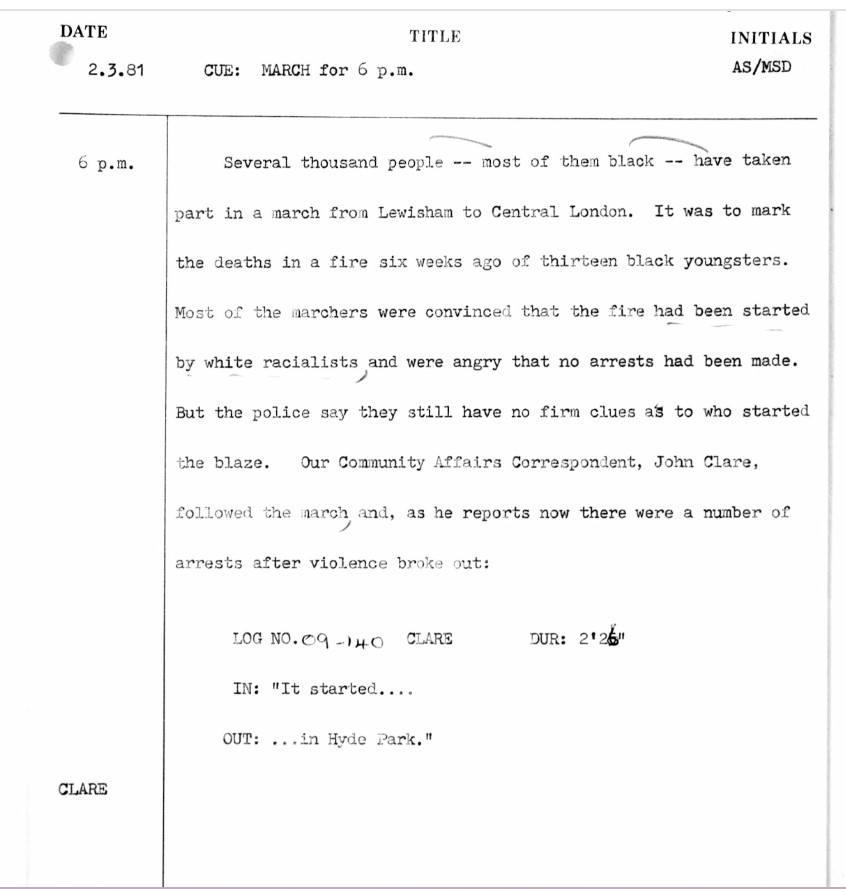 DATE TITLE INITIALS
2.3.81 CUE: MARCH for 6 p.m. AS/MSD
6 p.m. Several thousand people -- most of them black -- have taken
part in a march from Lewisham to Central London. It was to mark
the deaths in a fire six weeks ago of thirteen black youngsters.
Most of the marchers were convinced that the fire had been started
by white racialists, and were angry that no arrests had been made.
But the police say they still have no firm clues as to who started
the blaze. Our Community Affairs Correspondent, John Clare,
followed the march, and, as he reports now there were a number of
arrests after violence broke out:
LOG NO. 09-140 CLARE DUR: 2'26"
IN: "It started....
OUT: ...in Hyde Park."
CLARE